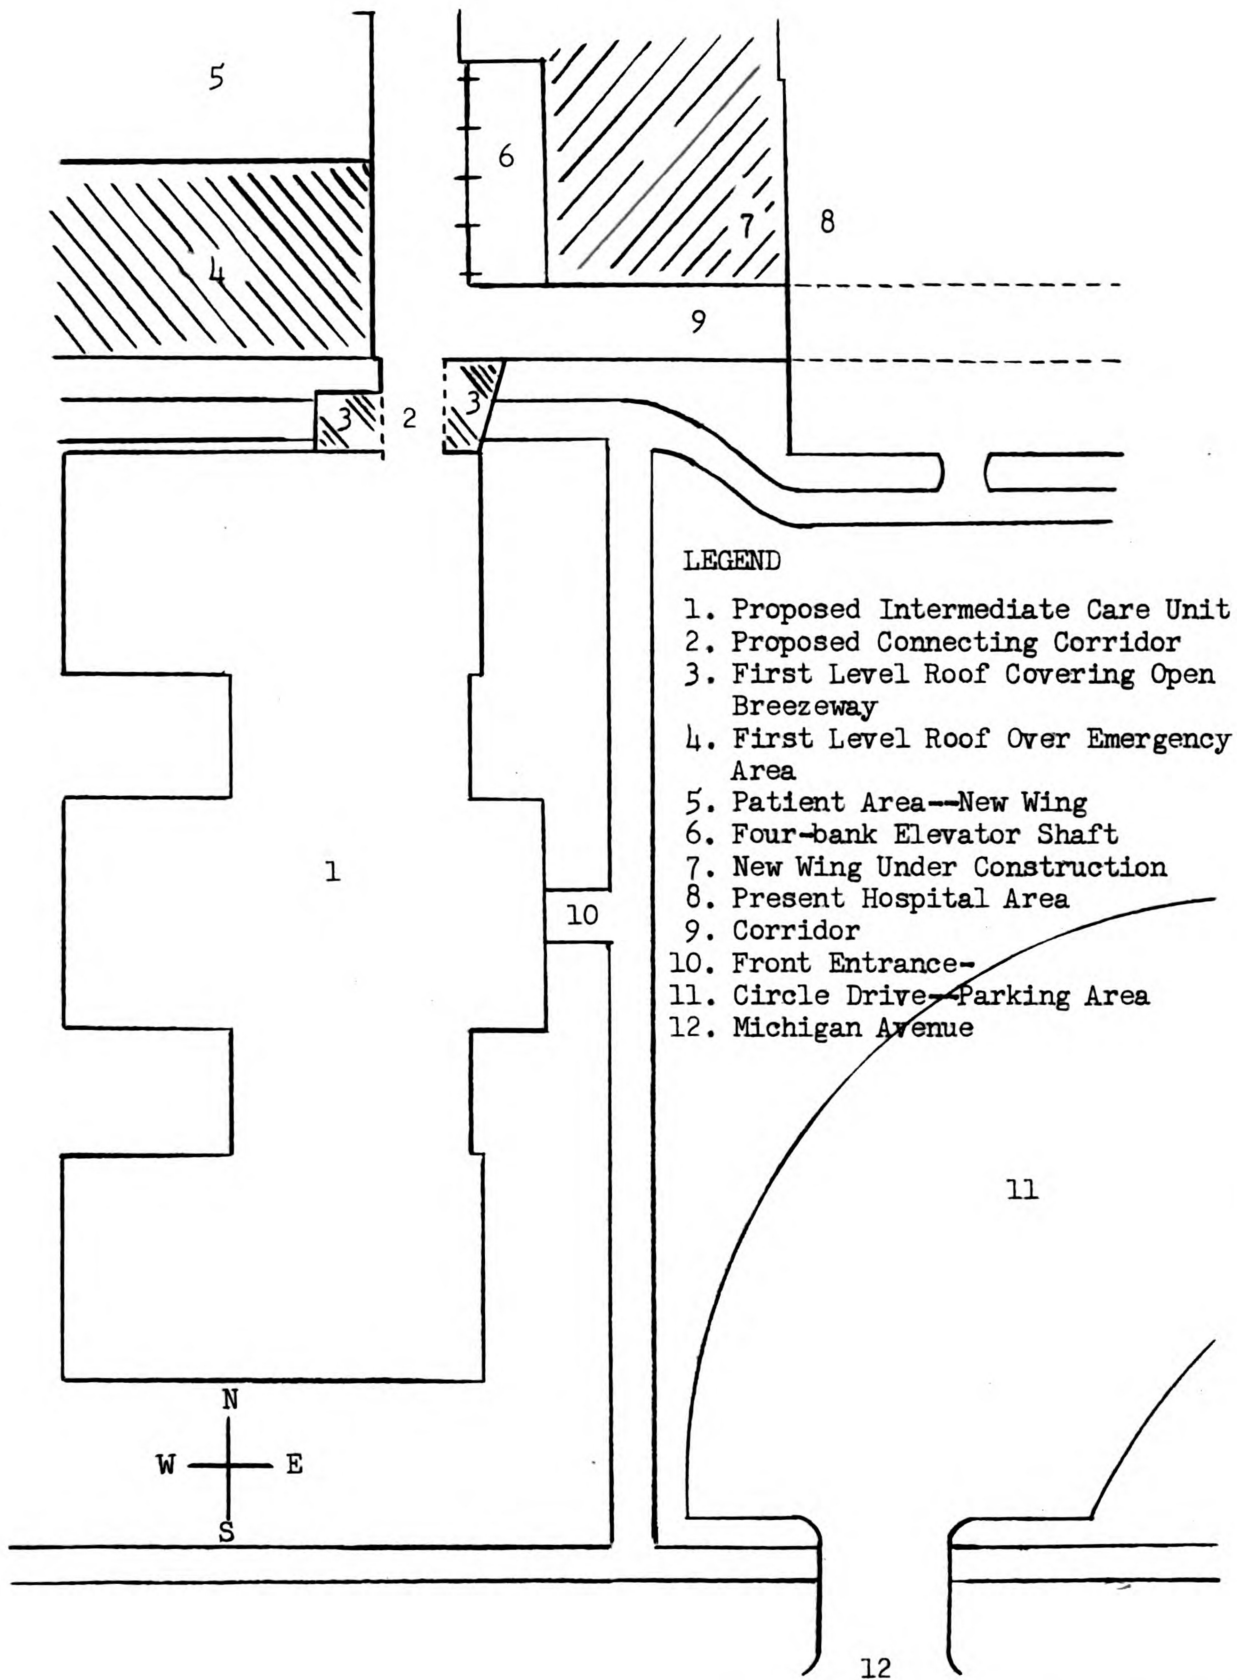 5
6
4
7
8
9
3
2
3
LEGEND
1. Proposed Intermediate Care Unit
2. Proposed Connecting Corridor
3. First Level Roof Covering Open
Breezeway
4. First Level Roof Over Emergency
Area
5. Patient Area--New Wing
6. Four-bank Elevator Shaft
7. New Wing Under Construction
8. Present Hospital Area
9. Corridor
10. Front Entrance-
11. Circle Drive--Parking Area
12. Michigan Avenue
1
10
11
N
W E
S
12